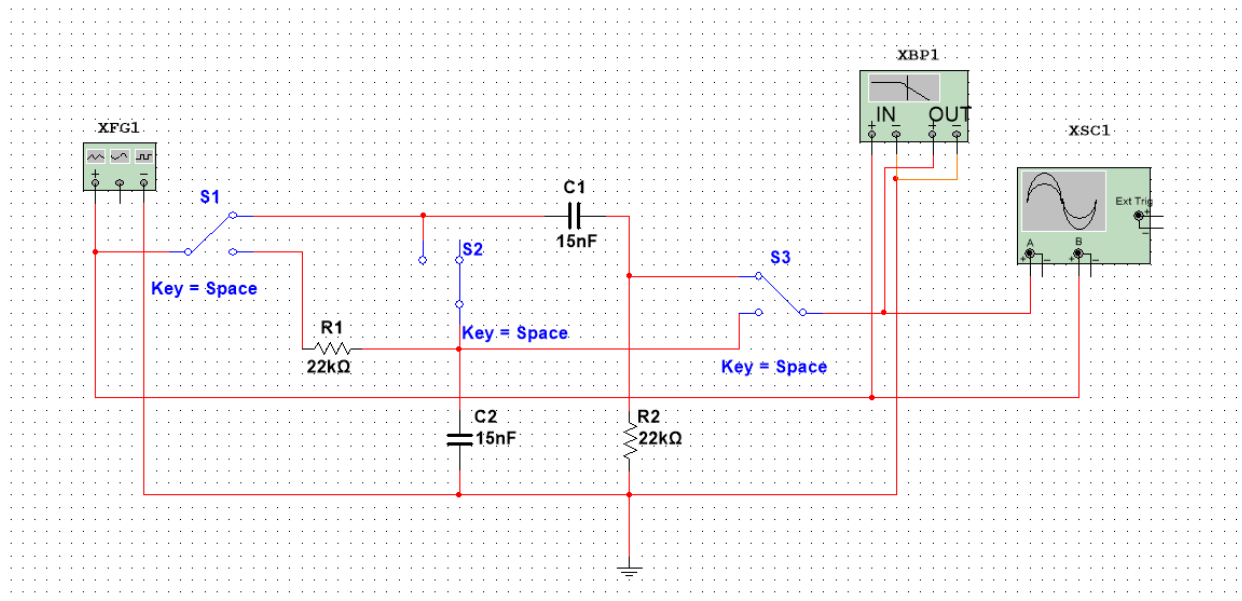 XBP1
IN OUT
+ − + −
XFG1
+ −
XSC1
Ext Trig
+
−
A B
+ − + −
S1
Key = Space
C1
15nF
S2
Key = Space
S3
Key = Space
R1
22kΩ
C2
15nF
R2
22kΩ